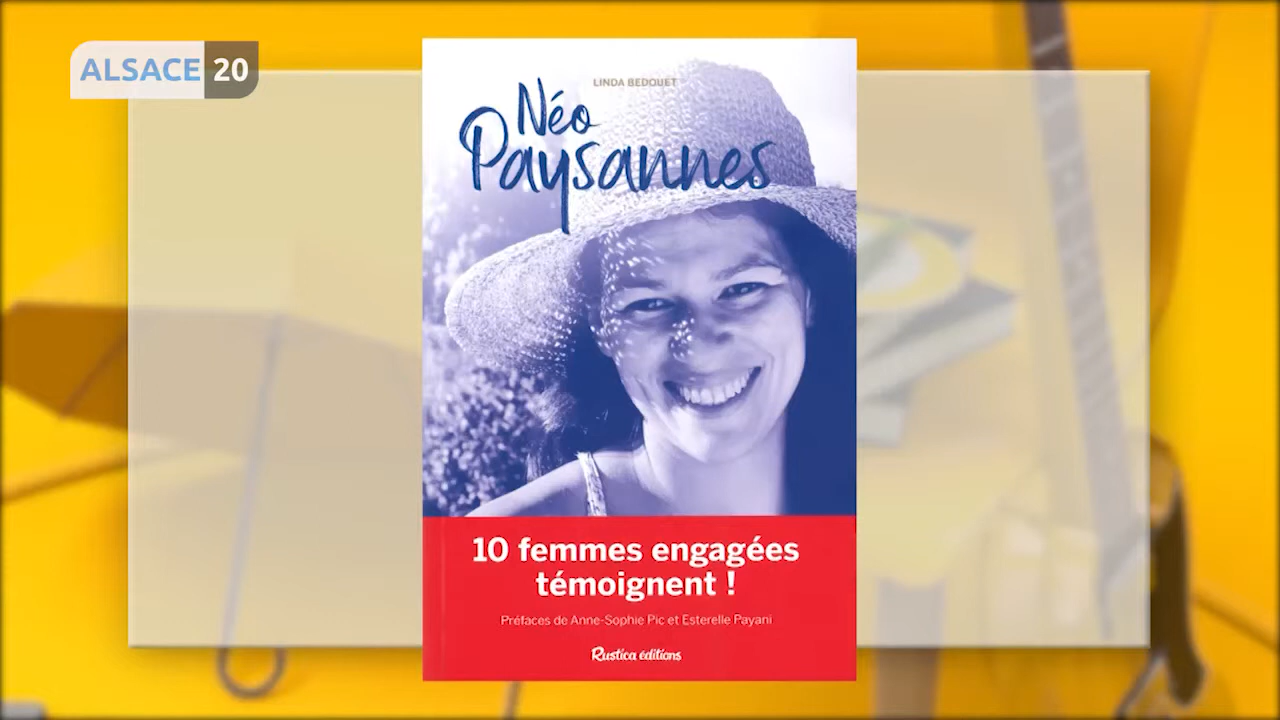 ALSACE 20
LINDA BEDOUET
Néo
Paysannes
10 femmes engagées
témoignent !
Préfaces de Anne-Sophie Pic et Esterelle Payani
Rustica éditions